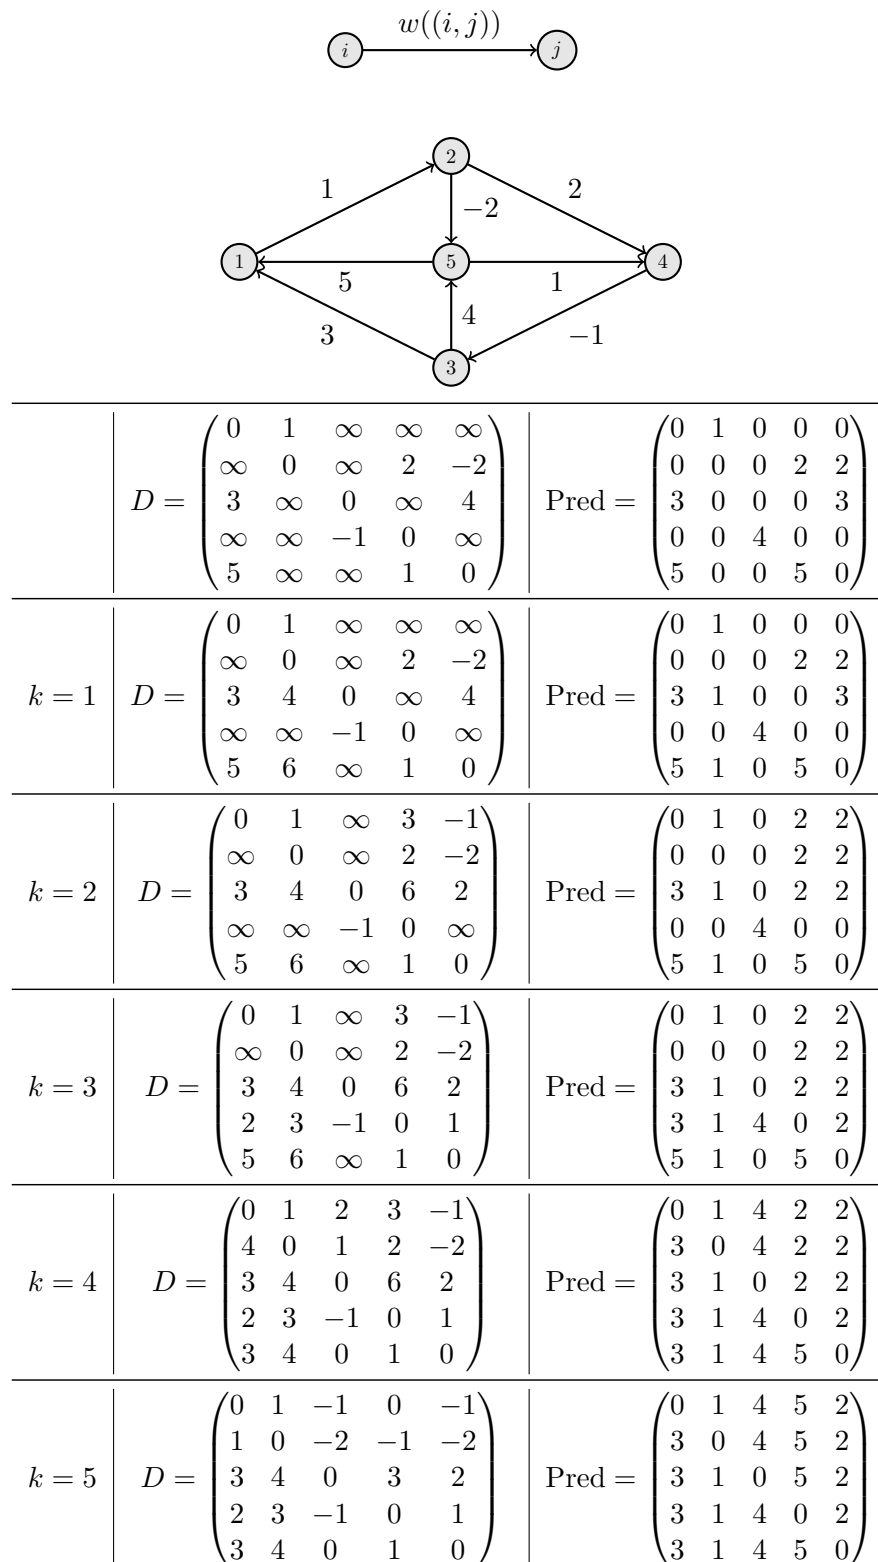 w((i, j))
i j
2
1 2
−2
1 5 4
5 1
4
3 −1
3
D = ( 0 1 ∞ ∞ ∞ Pred = ( 0 1 0 0 0
∞ 0 ∞ 2 −2 0 0 0 2 2
3 ∞ 0 ∞ 4 3 0 0 0 3
∞ ∞ −1 0 ∞ 0 0 4 0 0
5 ∞ ∞ 1 0 ) 5 0 0 5 0 )
k = 1 D = ( 0 1 ∞ ∞ ∞ Pred = ( 0 1 0 0 0
∞ 0 ∞ 2 −2 0 0 0 2 2
3 4 0 ∞ 4 3 1 0 0 3
∞ ∞ −1 0 ∞ 0 0 4 0 0
5 6 ∞ 1 0 ) 5 1 0 5 0 )
k = 2 D = ( 0 1 ∞ 3 −1 Pred = ( 0 1 0 2 2
∞ 0 ∞ 2 −2 0 0 0 2 2
3 4 0 6 2 3 1 0 2 2
∞ ∞ −1 0 ∞ 0 0 4 0 0
5 6 ∞ 1 0 ) 5 1 0 5 0 )
k = 3 D = ( 0 1 ∞ 3 −1 Pred = ( 0 1 0 2 2
∞ 0 ∞ 2 −2 0 0 0 2 2
3 4 0 6 2 3 1 0 2 2
2 3 −1 0 1 3 1 4 0 2
5 6 ∞ 1 0 ) 5 1 0 5 0 )
k = 4 D = ( 0 1 2 3 −1 Pred = ( 0 1 4 2 2
4 0 1 2 −2 3 0 4 2 2
3 4 0 6 2 3 1 0 2 2
2 3 −1 0 1 3 1 4 0 2
3 4 0 1 0 ) 3 1 4 5 0 )
k = 5 D = ( 0 1 −1 0 −1 Pred = ( 0 1 4 5 2
1 0 −2 −1 −2 3 0 4 5 2
3 4 0 3 2 3 1 0 5 2
2 3 −1 0 1 3 1 4 0 2
3 4 0 1 0 ) 3 1 4 5 0 )